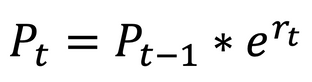 P_t = P_{t−1} * e^{r_t}